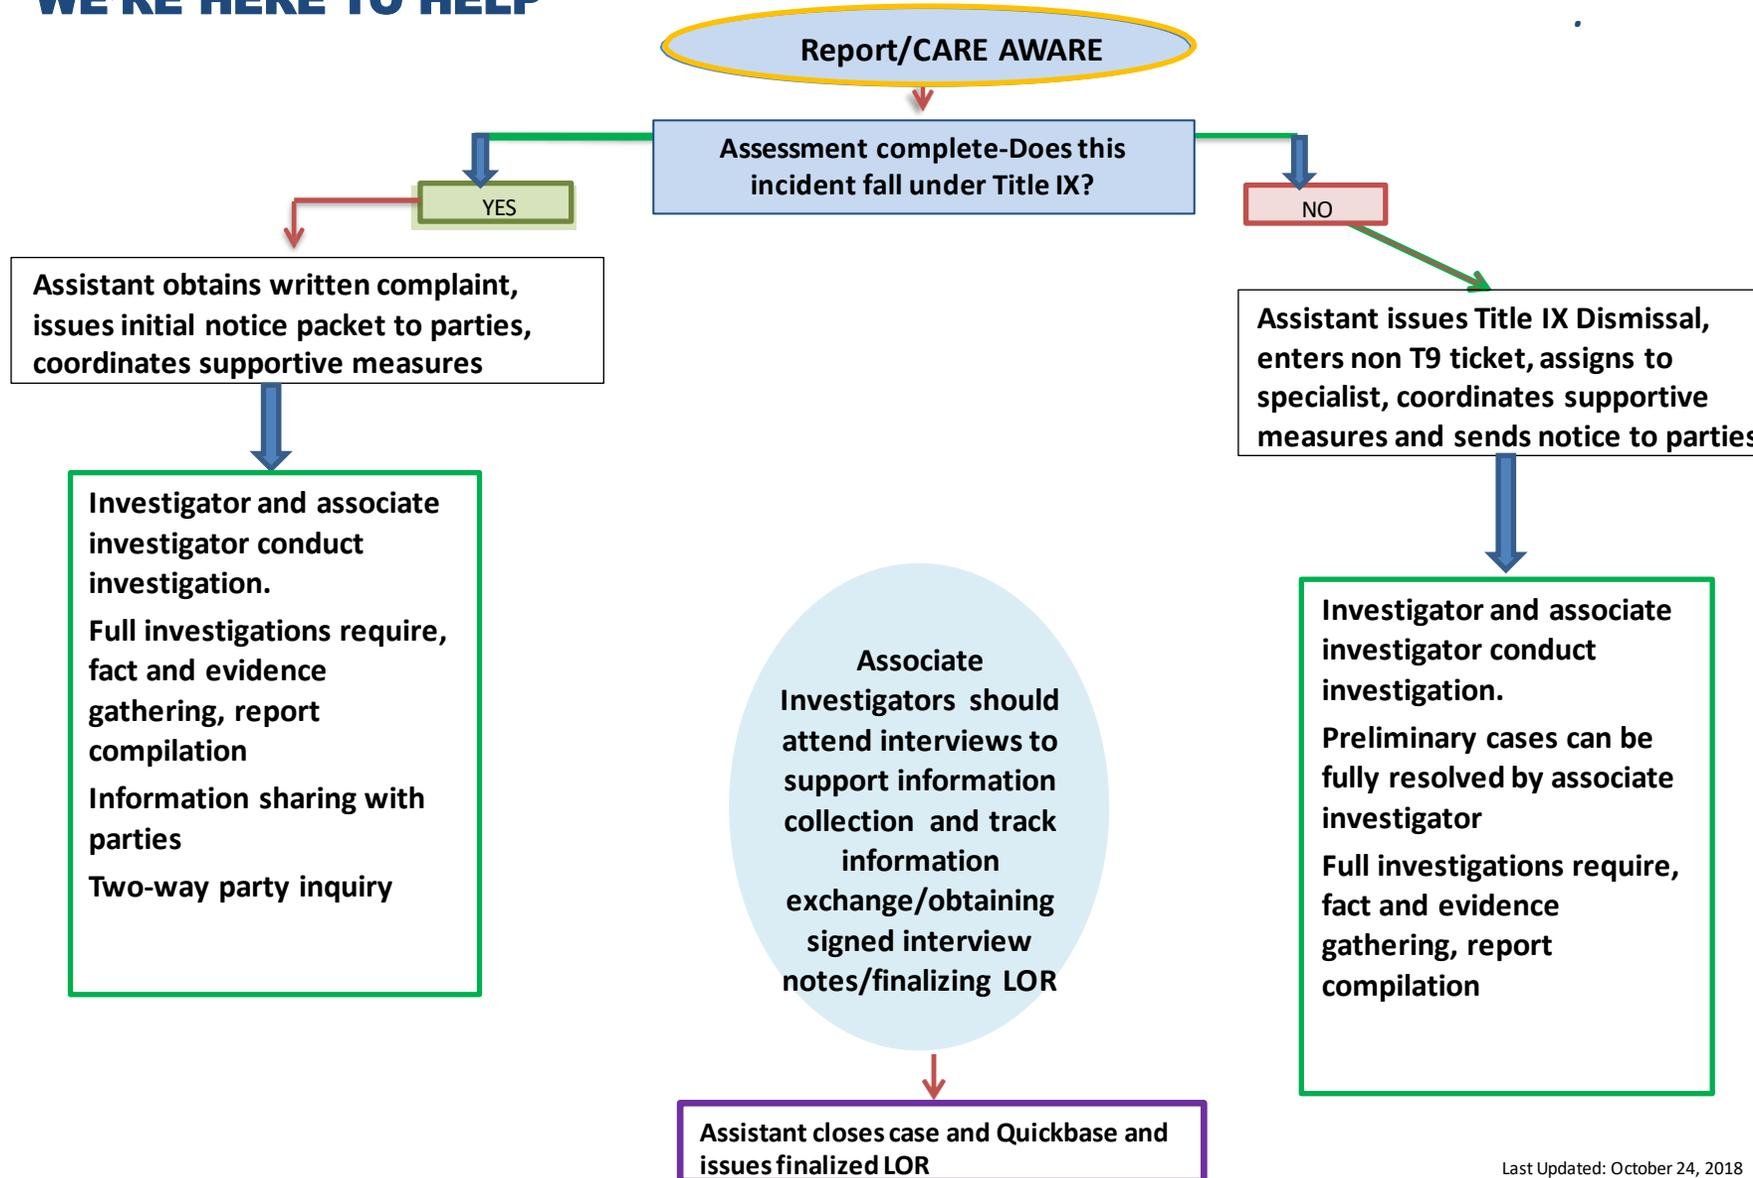 WE'RE HERE TO HELP
Report/CARE AWARE
Assessment complete-Does this
incident fall under Title IX?
YES
NO
Assistant obtains written complaint,
issues initial notice packet to parties,
coordinates supportive measures
Assistant issues Title IX Dismissal,
enters non T9 ticket, assigns to
specialist, coordinates supportive
measures and sends notice to parties
Investigator and associate
investigator conduct
investigation.
Full investigations require,
fact and evidence
gathering, report
compilation
Information sharing with
parties
Two-way party inquiry
Associate
Investigators should
attend interviews to
support information
collection and track
information
exchange/obtaining
signed interview
notes/finalizing LOR
Investigator and associate
investigator conduct
investigation.
Preliminary cases can be
fully resolved by associate
investigator
Full investigations require,
fact and evidence
gathering, report
compilation
Assistant closes case and Quickbase and
issues finalized LOR
Last Updated: October 24, 2018